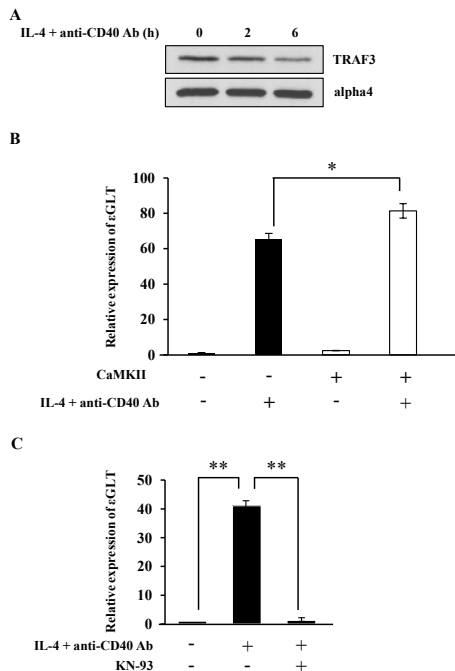 A
IL-4 + anti-CD40 Ab (h) 0 2 6
TRAF3
alpha4
B
Relative expression of εGLT
100
80
60
40
20
0
*
CaMKII - - + +
IL-4 + anti-CD40 Ab - + - +
C
Relative expression of εGLT
50
40
30
20
10
0
** **
IL-4 + anti-CD40 Ab - + +
KN-93 - - +